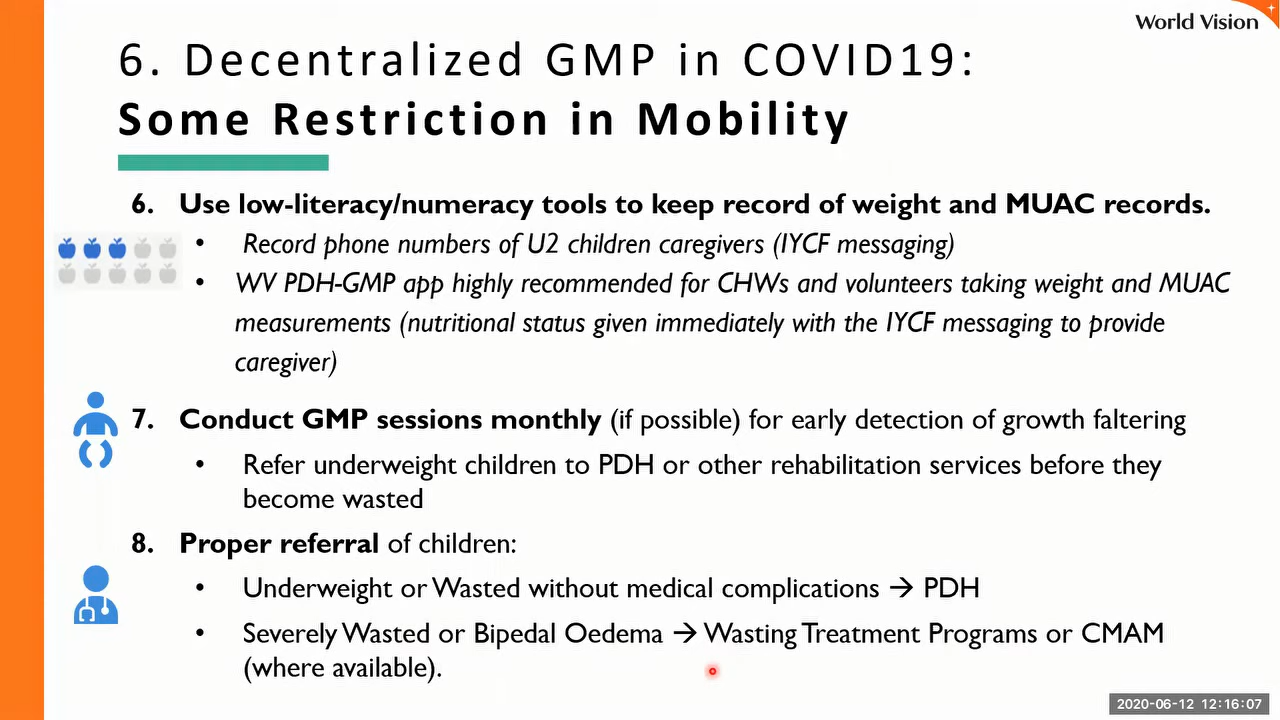 World Vision
6. Decentralized GMP in COVID19:
Some Restriction in Mobility
6. Use low-literacy/numeracy tools to keep record of weight and MUAC records.
• Record phone numbers of U2 children caregivers (IYCF messaging)
• WV PDH-GMP app highly recommended for CHWs and volunteers taking weight and MUAC
measurements (nutritional status given immediately with the IYCF messaging to provide
caregiver)
7. Conduct GMP sessions monthly (if possible) for early detection of growth faltering
• Refer underweight children to PDH or other rehabilitation services before they
become wasted
8. Proper referral of children:
• Underweight or Wasted without medical complications → PDH
• Severely Wasted or Bipedal Oedema → Wasting Treatment Programs or CMAM
(where available).
2020-06-12 12:16:07